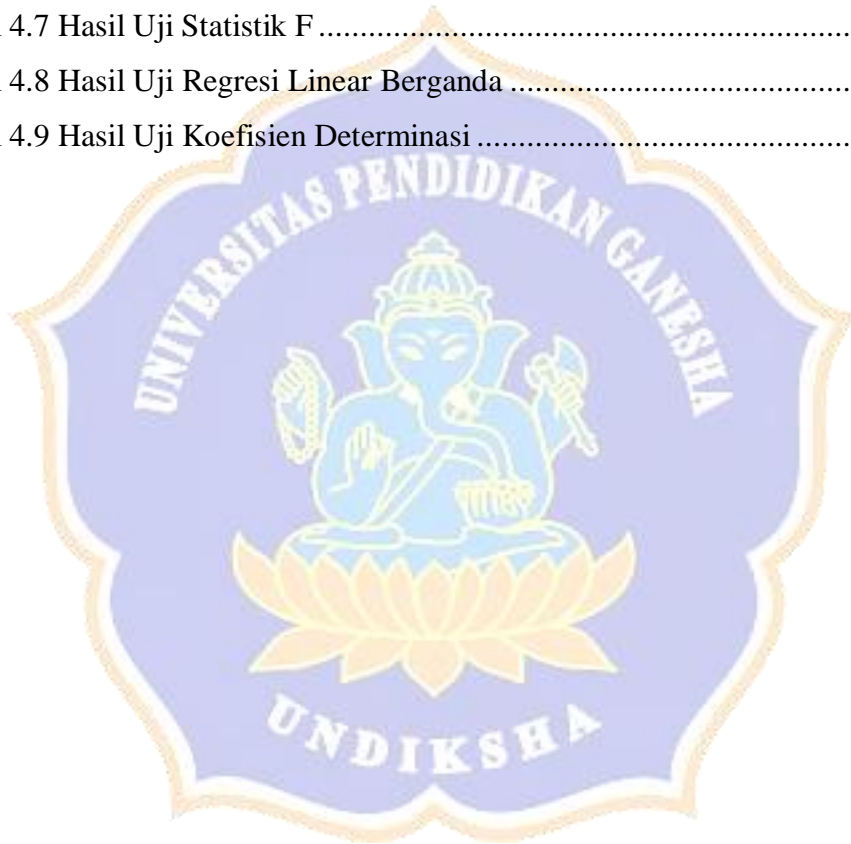 4.7 Hasil Uji Statistik F ......................................................................
4.8 Hasil Uji Regresi Linear Berganda .............................................
4.9 Hasil Uji Koefisien Determinasi .................................................
UNIVERSITAS PENDIDIKAN GANESHA
UNDIKSHA